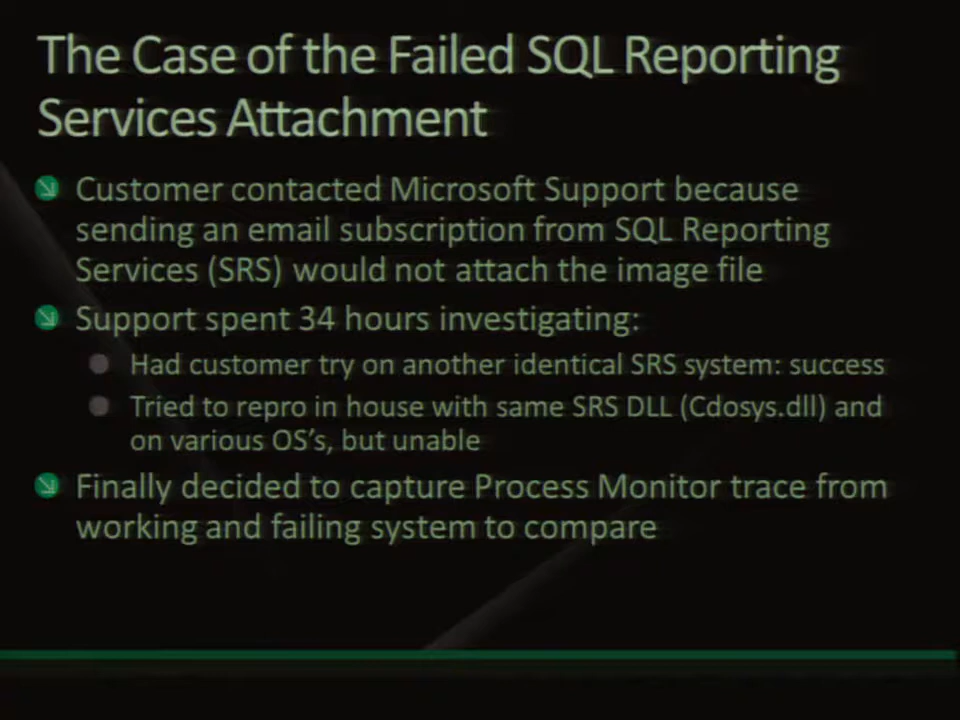 The Case of the Failed SQL Reporting
Services Attachment
Customer contacted Microsoft Support because
sending an email subscription from SQL Reporting
Services (SRS) would not attach the image file
Support spent 34 hours investigating:
Had customer try on another identical SRS system: success
Tried to repro in house with same SRS DLL (Cdosys.dll) and
on various OS's, but unable
Finally decided to capture Process Monitor trace from
working and failing system to compare